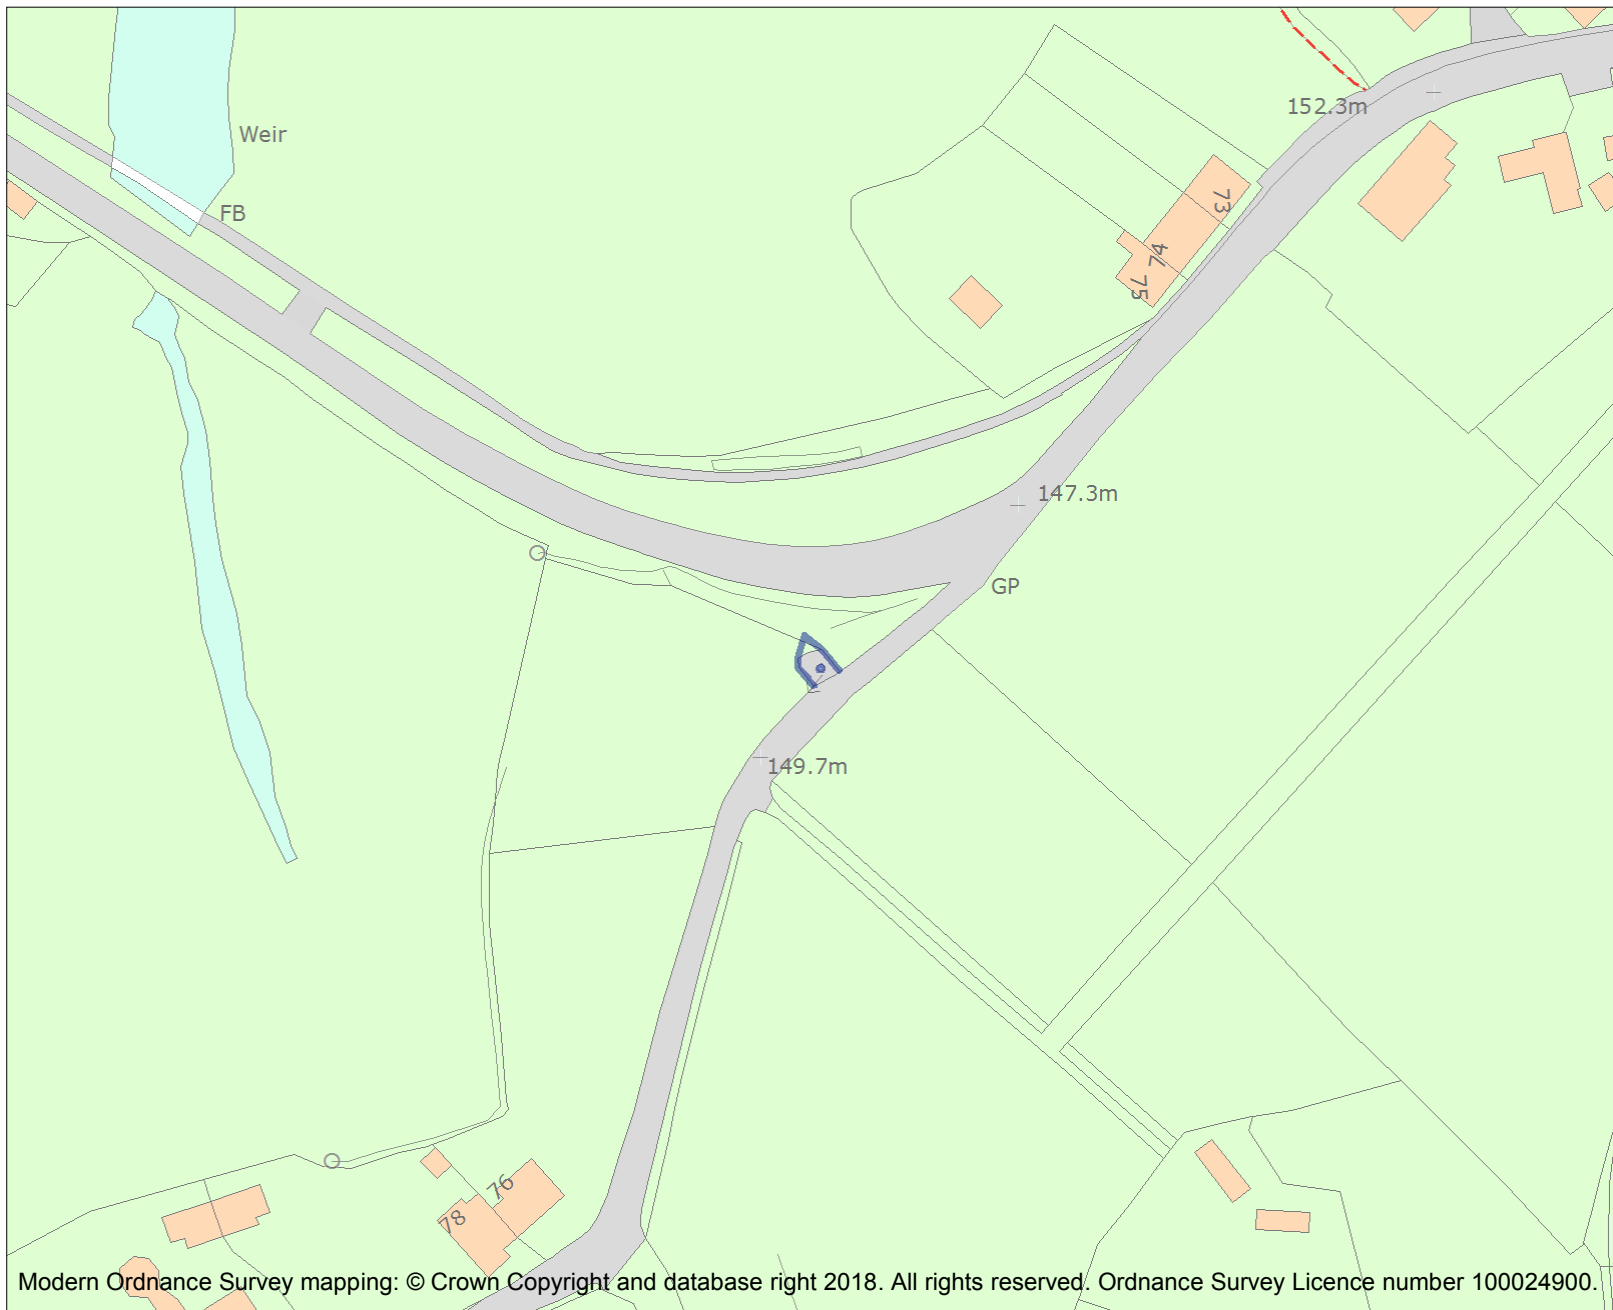 152.3m
Weir
73
FB
74
75
147.3m
GP
149.7m
76
78
Modern Ordnance Survey mapping: © Crown Copyright and database right 2018. All rights reserved. Ordnance Survey Licence number 100024900.